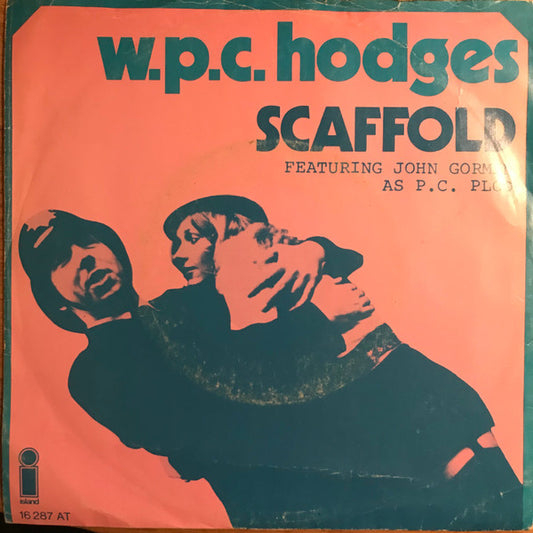 w.p.c. hodges
SCAFFOLD
FEATURING JOHN
AS P.C.
island
16 287 AT